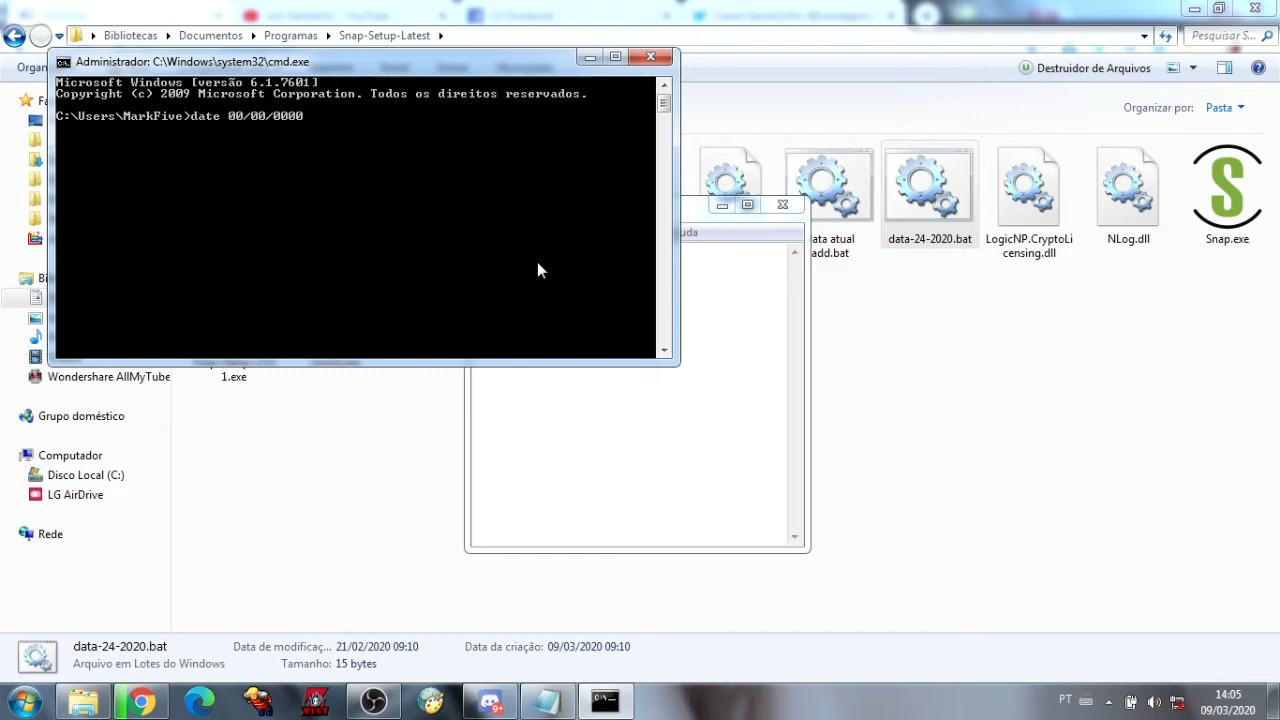 Bibliotecas
Documentos
Programas
Snap-Setup-Latest
Pesquisar S...
Administrador: C:\Windows\system32\cmd.exe
Organ
Destruidor de Arquivos
Organizar por:
Pasta
Microsoft Windows [versão 6.1.7601]
Copyright (c) 2009 Microsoft Corporation. Todos os direitos reservados.
C:\Users\MarkFive>date 00/00/0000
uda
data atual
add.bat
data-24-2020.bat
LogicNP.CryptoLi
censing.dll
NLog.dll
Snap.exe
Fa
Bi
Wondershare AllMyTube
1.exe
Grupo doméstico
Computador
Disco Local (C:)
LG AirDrive
Rede
data-24-2020.bat
Data de modificaç...
21/02/2020 09:10
Data da criação:
09/03/2020 09:10
Arquivo em Lotes do Windows
Tamanho:
15 bytes
PT
14:05
09/03/2020